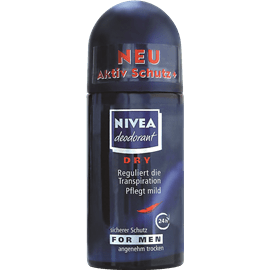 NEU
Aktiv Schutz+
NIVEA
deodorant
DRY
Reguliert die
Transpiration
Pflegt mild
24h
sicherer Schutz
FOR MEN
angenehm trocken